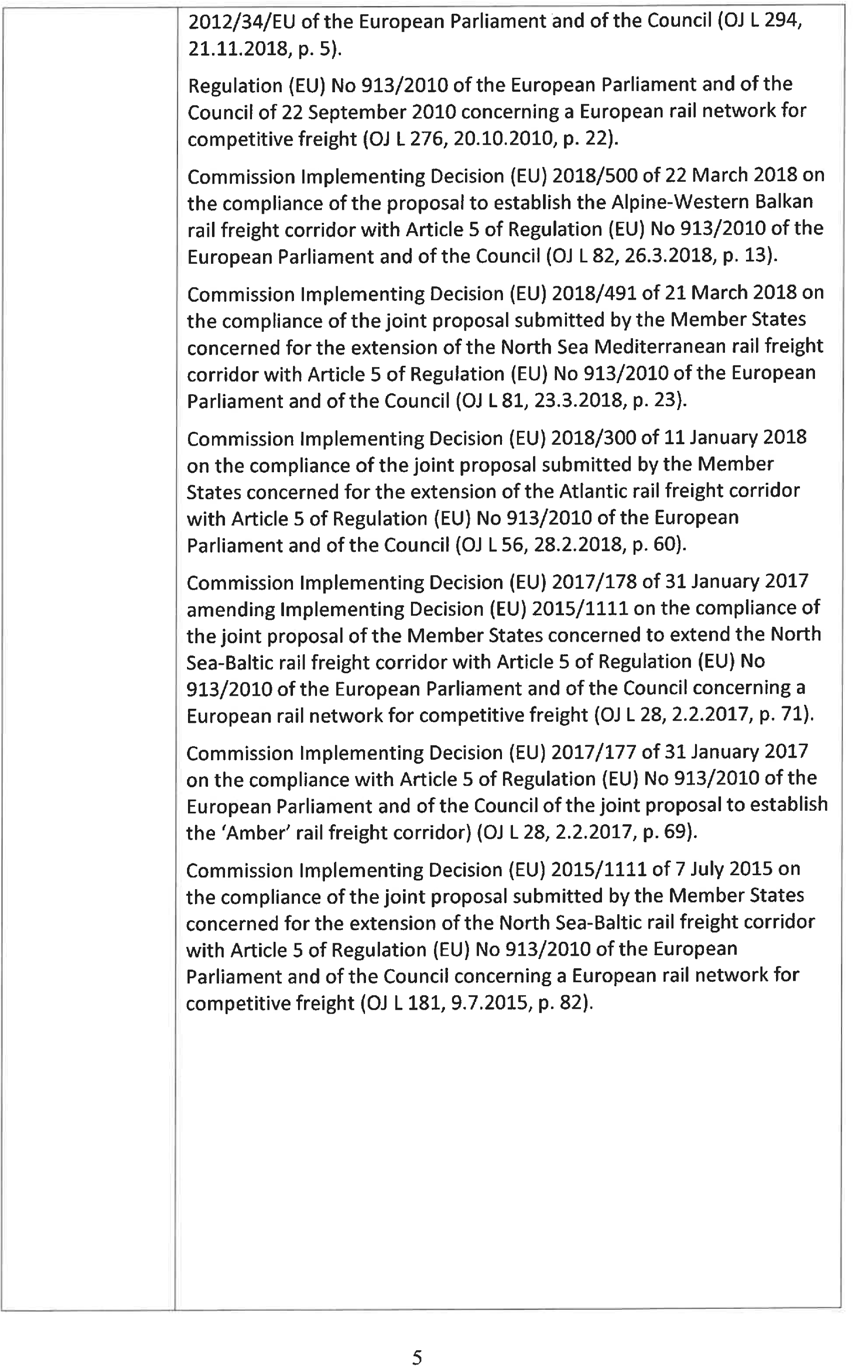 2012/34/EU of the European Parliament and of the Council (OJ L 294,
21.11.2018, p. 5).
Regulation (EU) No 913/2010 of the European Parliament and of the
Council of 22 September 2010 concerning a European rail network for
competitive freight (OJ L 276, 20.10.2010, p. 22).
Commission Implementing Decision (EU) 2018/500 of 22 March 2018 on
the compliance of the proposal to establish the Alpine-Western Balkan
rail freight corridor with Article 5 of Regulation (EU) No 913/2010 of the
European Parliament and of the Council (OJ L 82, 26.3.2018, p. 13).
Commission Implementing Decision (EU) 2018/491 of 21 March 2018 on
the compliance of the joint proposal submitted by the Member States
concerned for the extension of the North Sea Mediterranean rail freight
corridor with Article 5 of Regulation (EU) No 913/2010 of the European
Parliament and of the Council (OJ L 81, 23.3.2018, p. 23).
Commission Implementing Decision (EU) 2018/300 of 11 January 2018
on the compliance of the joint proposal submitted by the Member
States concerned for the extension of the Atlantic rail freight corridor
with Article 5 of Regulation (EU) No 913/2010 of the European
Parliament and of the Council (OJ L 56, 28.2.2018, p. 60).
Commission Implementing Decision (EU) 2017/178 of 31 January 2017
amending Implementing Decision (EU) 2015/1111 on the compliance of
the joint proposal of the Member States concerned to extend the North
Sea-Baltic rail freight corridor with Article 5 of Regulation (EU) No
913/2010 of the European Parliament and of the Council concerning a
European rail network for competitive freight (OJ L 28, 2.2.2017, p. 71).
Commission Implementing Decision (EU) 2017/177 of 31 January 2017
on the compliance with Article 5 of Regulation (EU) No 913/2010 of the
European Parliament and of the Council of the joint proposal to establish
the ‘Amber’ rail freight corridor) (OJ L 28, 2.2.2017, p. 69).
Commission Implementing Decision (EU) 2015/1111 of 7 July 2015 on
the compliance of the joint proposal submitted by the Member States
concerned for the extension of the North Sea-Baltic rail freight corridor
with Article 5 of Regulation (EU) No 913/2010 of the European
Parliament and of the Council concerning a European rail network for
competitive freight (OJ L 181, 9.7.2015, p. 82).
5